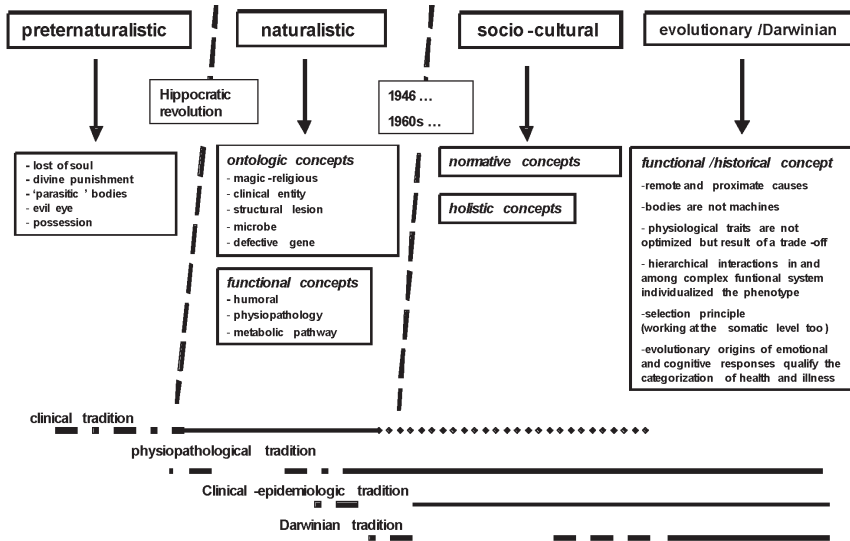 preternaturalistic
naturalistic
socio -cultural
evolutionary /Darwinian
Hippocratic
revolution
1946 ...
1960s ...
- lost of soul
- divine punishment
- 'parasitic ' bodies
- evil eye
- possession
ontologic concepts
- magic -religious
- clinical entity
- structural lesion
- microbe
- defective gene
functional concepts
- humoral
- physiopathology
- metabolic pathway
normative concepts
holistic concepts
functional /historical concept
-remote and proximate causes
-bodies are not machines
- physiological traits are not
optimized but result of a trade -off
- hierarchical interactions in and
among complex funtional system
individualized the phenotype
-selection principle
(working at the somatic level too )
-evolutionary origins of emotional
and cognitive responses qualify the
categorization of health and illness
clinical tradition
physiopathological tradition
Clinical -epidemiologic tradition
Darwinian tradition